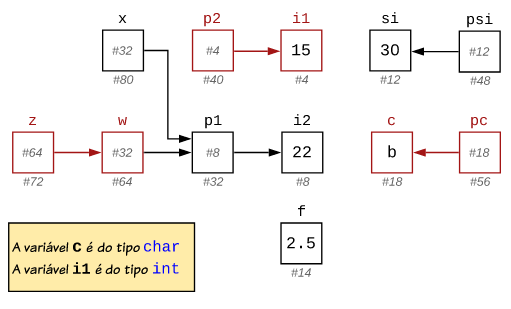 x p2 i1 si psi
#32 #4 15 30 #12
#80 #40 #4 #12 #48
z w p1 i2 c pc
#64 #32 #8 22 b #18
#72 #64 #32 #8 #18 #56
f
2.5
#14
A variável c é do tipo char
A variável i1 é do tipo int